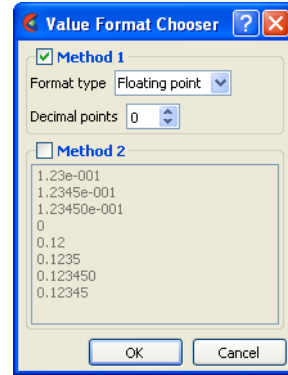 Value Format Chooser
Method 1
Format type Floating point
Decimal points 0
Method 2
1.23e-001
1.2345e-001
1.23450e-001
0
0.12
0.1235
0.123450
0.12345
OK Cancel